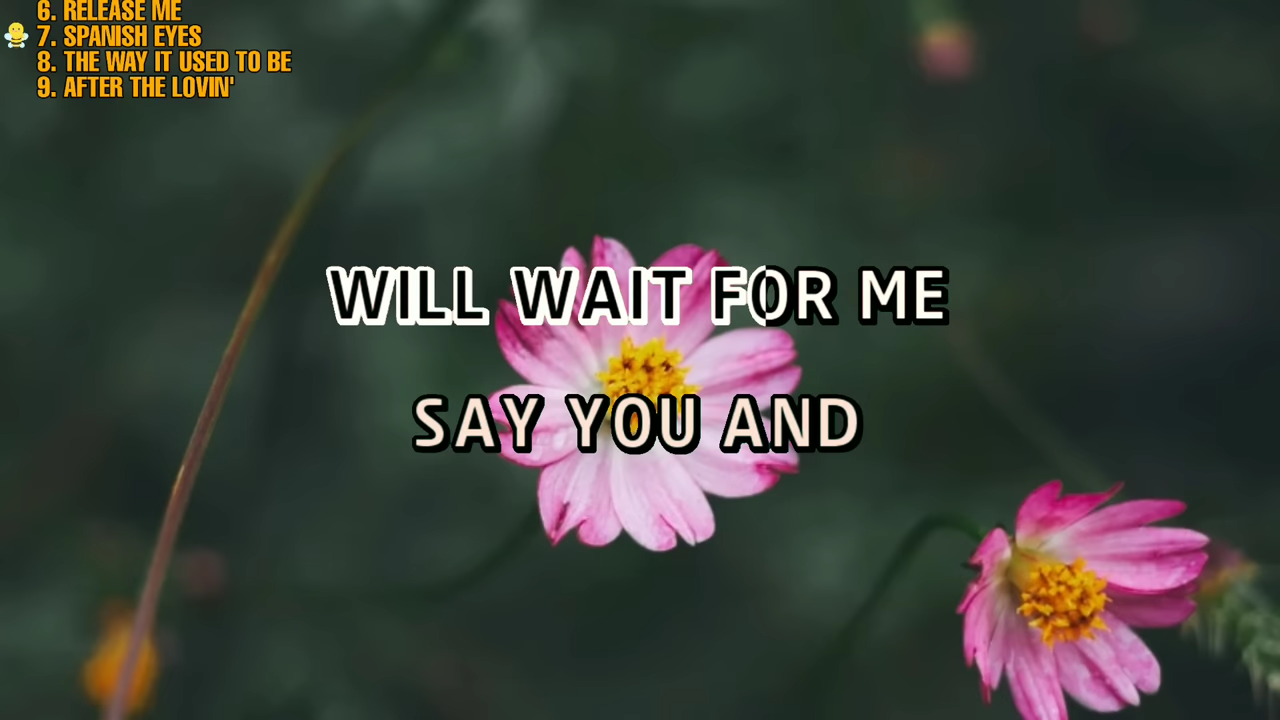 6. RELEASE ME
7. SPANISH EYES
8. THE WAY IT USED TO BE
9. AFTER THE LOVIN'
WILL WAIT FOR ME
SAY YOU AND